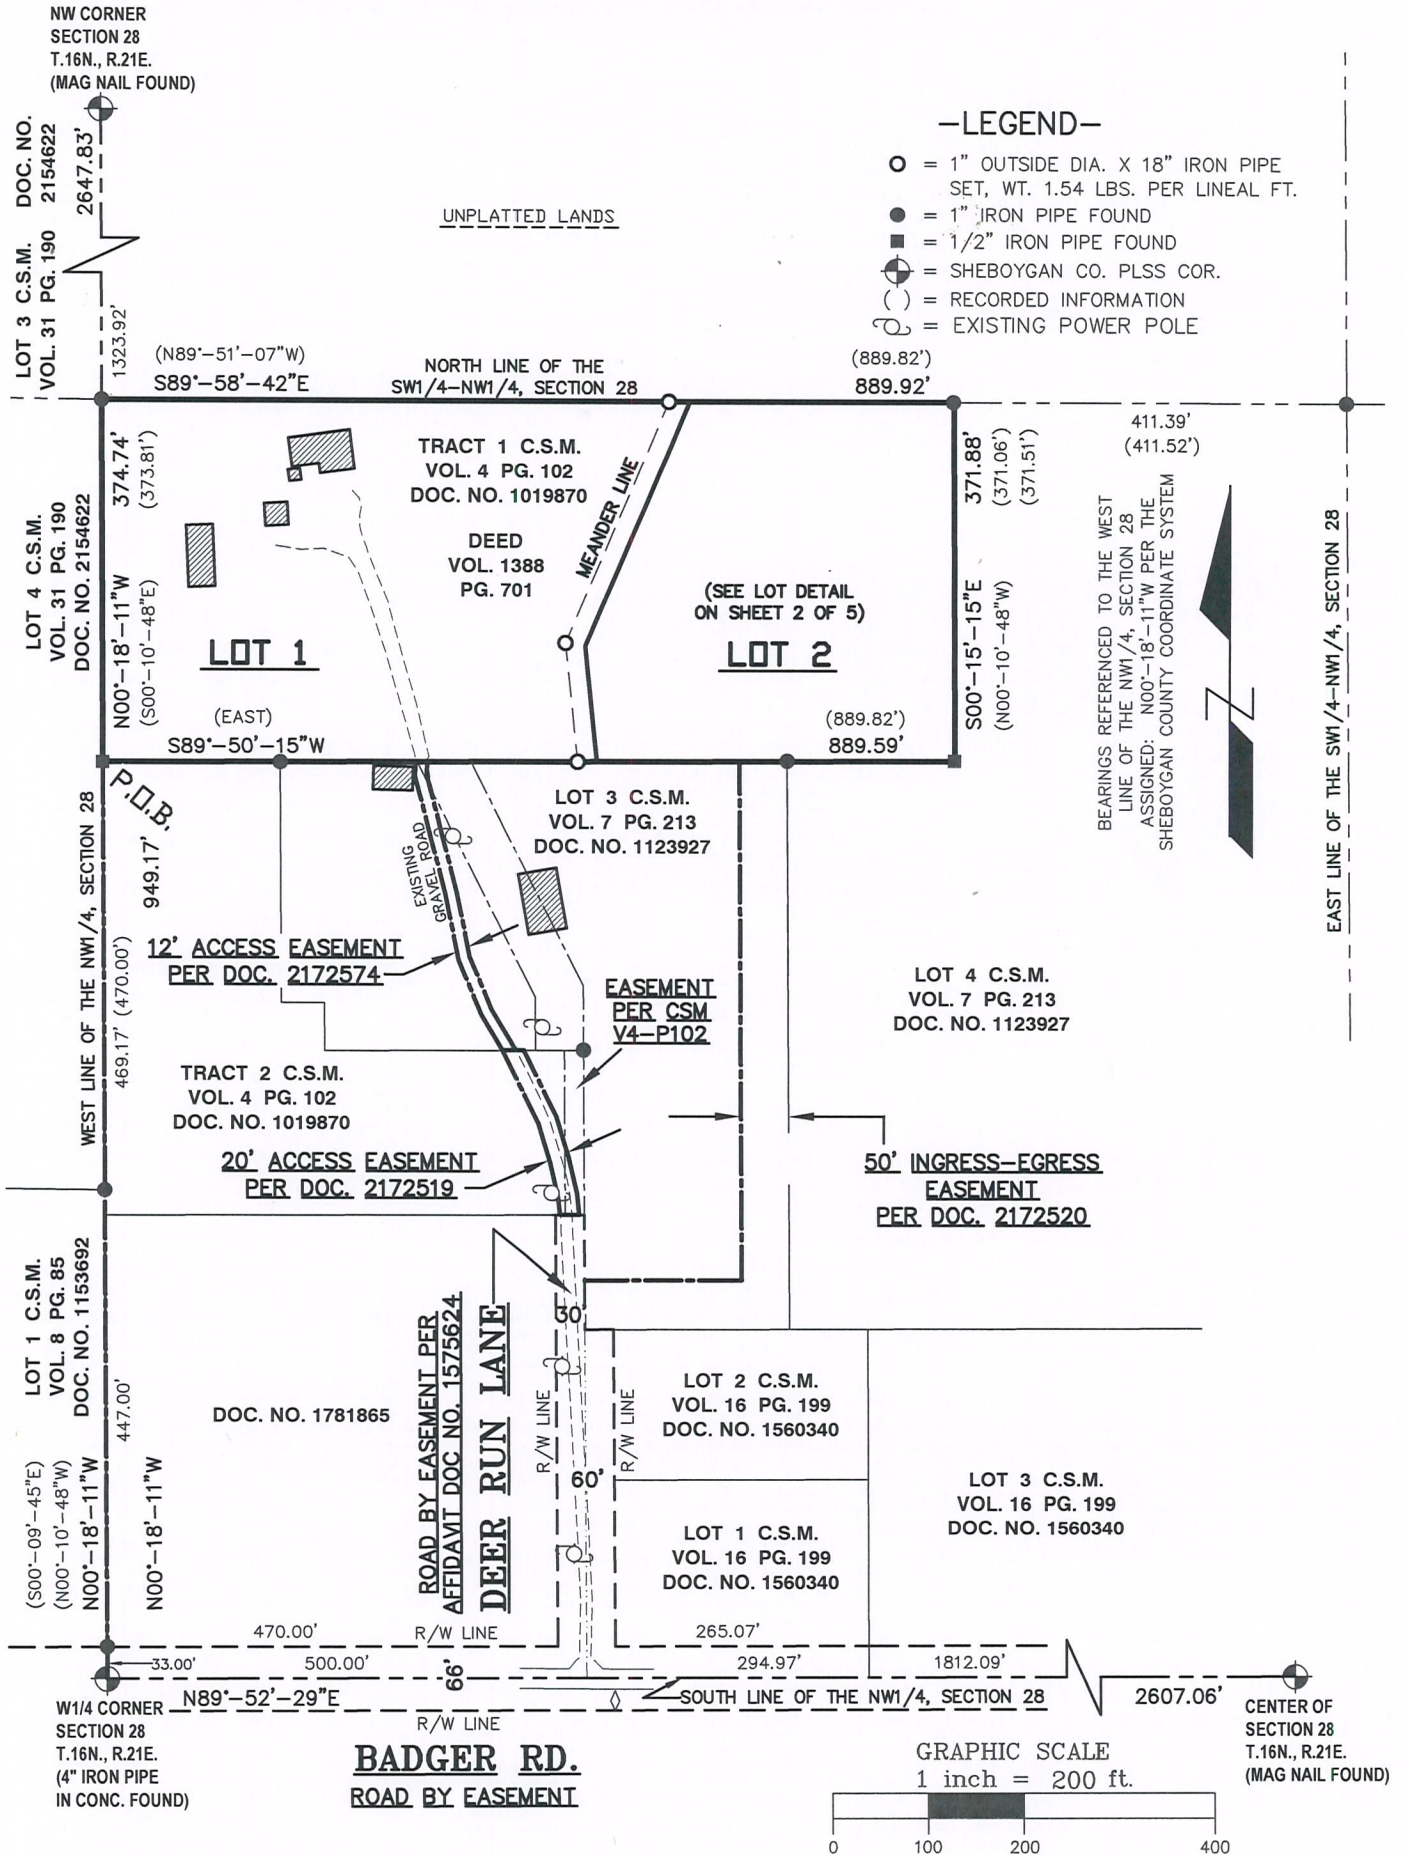 NW CORNER
SECTION 28
T.16N., R.21E.
(MAG NAIL FOUND)
LOT 3 C.S.M. DOC. NO.
VOL. 31 PG. 190 2154622
2647.83'
1323.92'
UNPLATTED LANDS
-LEGEND-
= 1" OUTSIDE DIA. X 18" IRON PIPE
SET, WT. 1.54 LBS. PER LINEAL FT.
= 1" IRON PIPE FOUND
= 1/2" IRON PIPE FOUND
= SHEBOYGAN CO. PLSS COR.
( ) = RECORDED INFORMATION
= EXISTING POWER POLE
(N89°-51'-07"W)
S89°-58'-42"E
NORTH LINE OF THE
SW1/4-NW1/4, SECTION 28
(889.82')
889.92'
411.39'
(411.52')
LOT 4 C.S.M.
VOL. 31 PG. 190
DOC. NO. 2154622
N00°-18'-11"W 374.74'
(S00°-10'-48"E) (373.81')
TRACT 1 C.S.M.
VOL. 4 PG. 102
DOC. NO. 1019870
DEED
VOL. 1388
PG. 701
MEANDER LINE
(SEE LOT DETAIL
ON SHEET 2 OF 5)
LOT 1
LOT 2
S00°-15'-15"E 371.88'
(N00°-10'-48"W) (371.06')
(371.51')
BEARINGS REFERENCED TO THE WEST
LINE OF THE NW1/4, SECTION 28
ASSIGNED: N00°-18'-11"W PER THE
SHEBOYGAN COUNTY COORDINATE SYSTEM
N
EAST LINE OF THE SW1/4-NW1/4, SECTION 28
(EAST)
S89°-50'-15"W
(889.82')
889.59'
P.O.B.
949.17'
WEST LINE OF THE NW1/4, SECTION 28
469.17' (470.00')
LOT 3 C.S.M.
VOL. 7 PG. 213
DOC. NO. 1123927
EXISTING
GRAVEL ROAD
12' ACCESS EASEMENT
PER DOC. 2172574
EASEMENT
PER CSM
V4-P102
LOT 4 C.S.M.
VOL. 7 PG. 213
DOC. NO. 1123927
TRACT 2 C.S.M.
VOL. 4 PG. 102
DOC. NO. 1019870
20' ACCESS EASEMENT
PER DOC. 2172519
50' INGRESS-EGRESS
EASEMENT
PER DOC. 2172520
LOT 1 C.S.M.
VOL. 8 PG. 85
DOC. NO. 1153692
447.00'
(S00°-09'-45"E)
(N00°-10'-48"W)
N00°-18'-11"W
N00°-18'-11"W
DOC. NO. 1781865
ROAD BY EASEMENT PER
AFFIDAVIT DOC NO. 1575624
DEER RUN LANE
30'
R/W LINE
R/W LINE
60'
LOT 2 C.S.M.
VOL. 16 PG. 199
DOC. NO. 1560340
LOT 1 C.S.M.
VOL. 16 PG. 199
DOC. NO. 1560340
LOT 3 C.S.M.
VOL. 16 PG. 199
DOC. NO. 1560340
470.00'
R/W LINE
265.07'
33.00'
500.00'
66'
294.97'
1812.09'
N89°-52'-29"E
SOUTH LINE OF THE NW1/4, SECTION 28
2607.06'
R/W LINE
W1/4 CORNER
SECTION 28
T.16N., R.21E.
(4" IRON PIPE
IN CONC. FOUND)
BADGER RD.
ROAD BY EASEMENT
CENTER OF
SECTION 28
T.16N., R.21E.
(MAG NAIL FOUND)
GRAPHIC SCALE
1 inch = 200 ft.
0 100 200 400